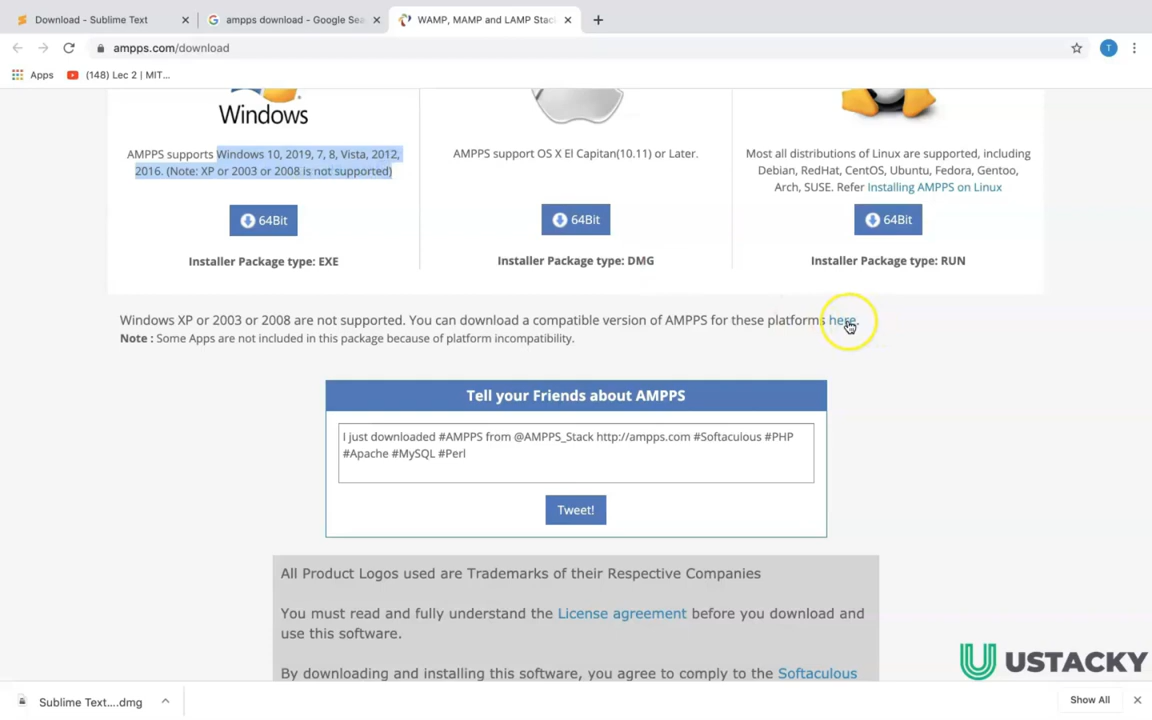 Download - Sublime Text
ampps download - Google Sea
WAMP, MAMP and LAMP Stac
ampps.com/download
T
Apps
(148) Lec 2 | MIT...
Windows
AMPPS supports Windows 10, 2019, 7, 8, Vista, 2012,
2016. (Note: XP or 2003 or 2008 is not supported)
64Bit
Installer Package type: EXE
AMPPS support OS X El Capitan(10.11) or Later.
64Bit
Installer Package type: DMG
Most all distributions of Linux are supported, including
Debian, RedHat, CentOS, Ubuntu, Fedora, Gentoo,
Arch, SUSE. Refer Installing AMPPS on Linux
64Bit
Installer Package type: RUN
Windows XP or 2003 or 2008 are not supported. You can download a compatible version of AMPPS for these platforms here.
Note : Some Apps are not included in this package because of platform incompatibility.
Tell your Friends about AMPPS
I just downloaded #AMPPS from @AMPPS_Stack http://ampps.com #Softaculous #PHP
#Apache #MySQL #Perl
Tweet!
All Product Logos used are Trademarks of their Respective Companies
You must read and fully understand the License agreement before you download and
use this software.
By downloading and installing this software, you agree to comply to the Softaculous
USTACKY
Sublime Text....dmg
Show All